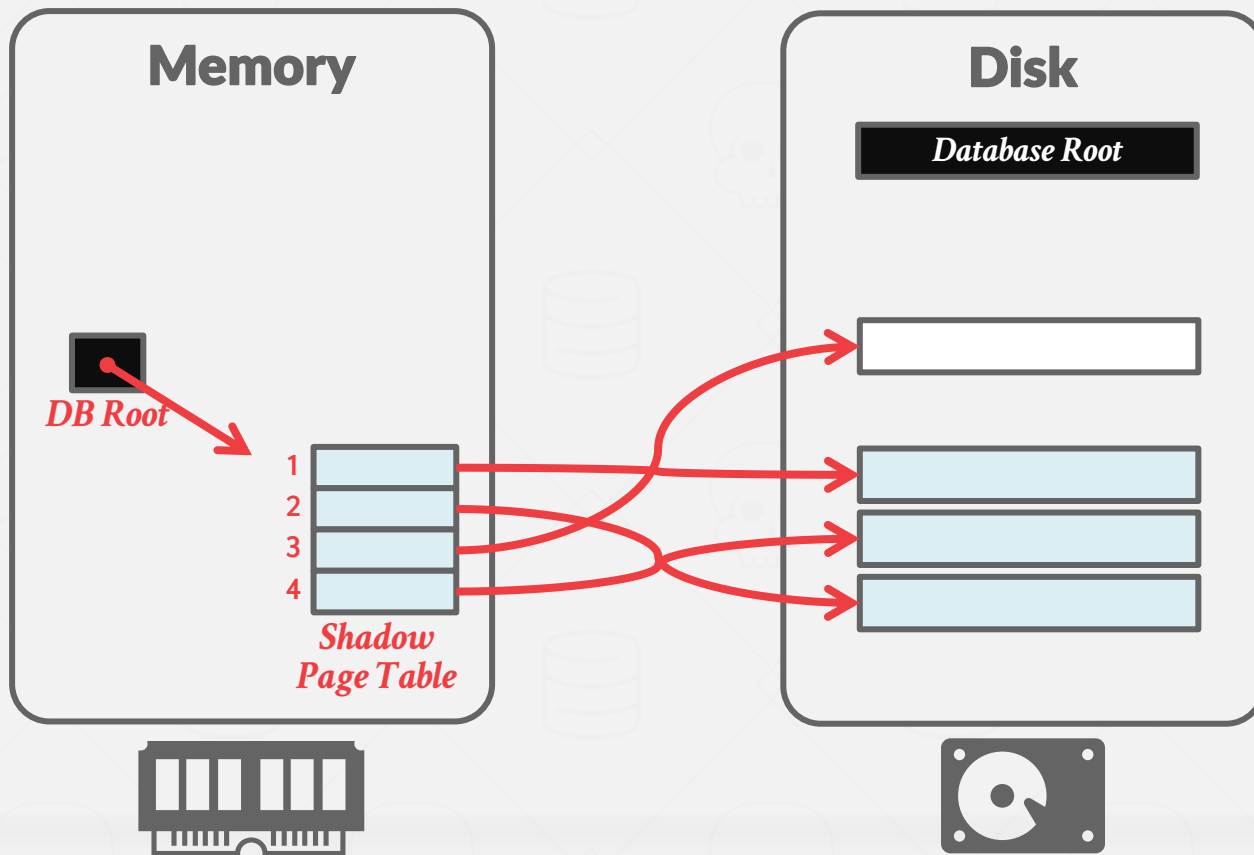 Memory
Disk
Database Root
DB Root
1
2
3
4
Shadow
Page Table